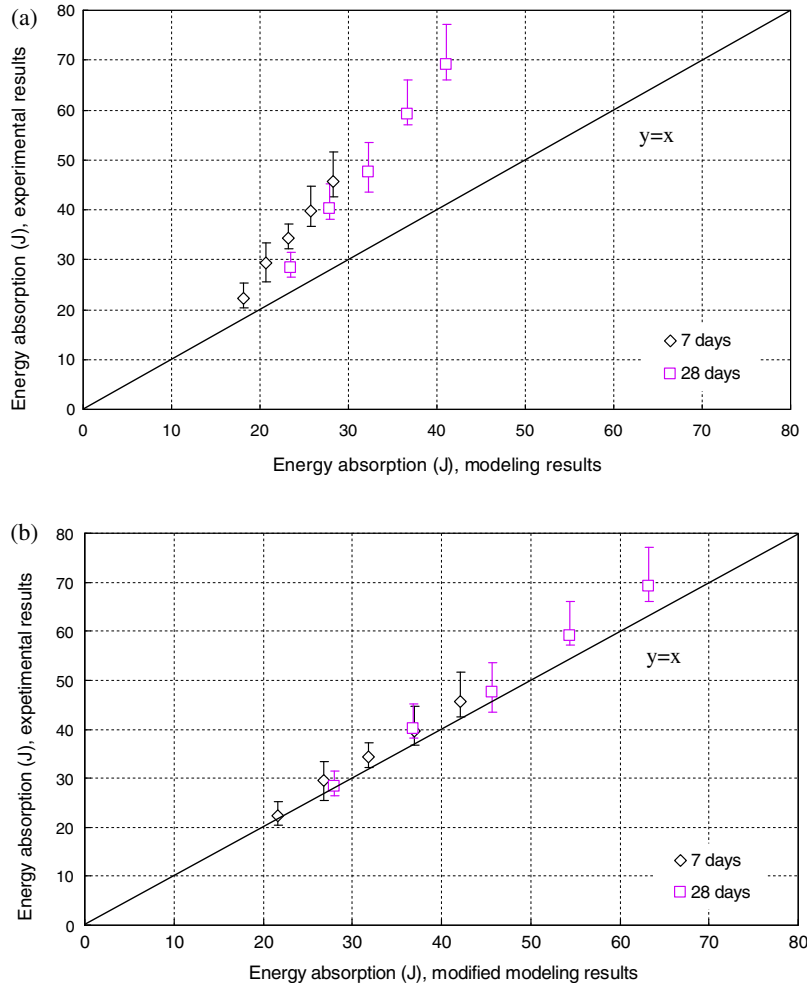 (a)
80
70
60
50
40
30
20
10
0
Energy absorption (J), experimental results
y=x
7 days
28 days
0 10 20 30 40 50 60 70 80
Energy absorption (J), modeling results
(b)
80
70
60
50
40
30
20
10
0
Energy absorption (J), expetimental results
y=x
7 days
28 days
0 10 20 30 40 50 60 70 80
Energy absorption (J), modified modeling results